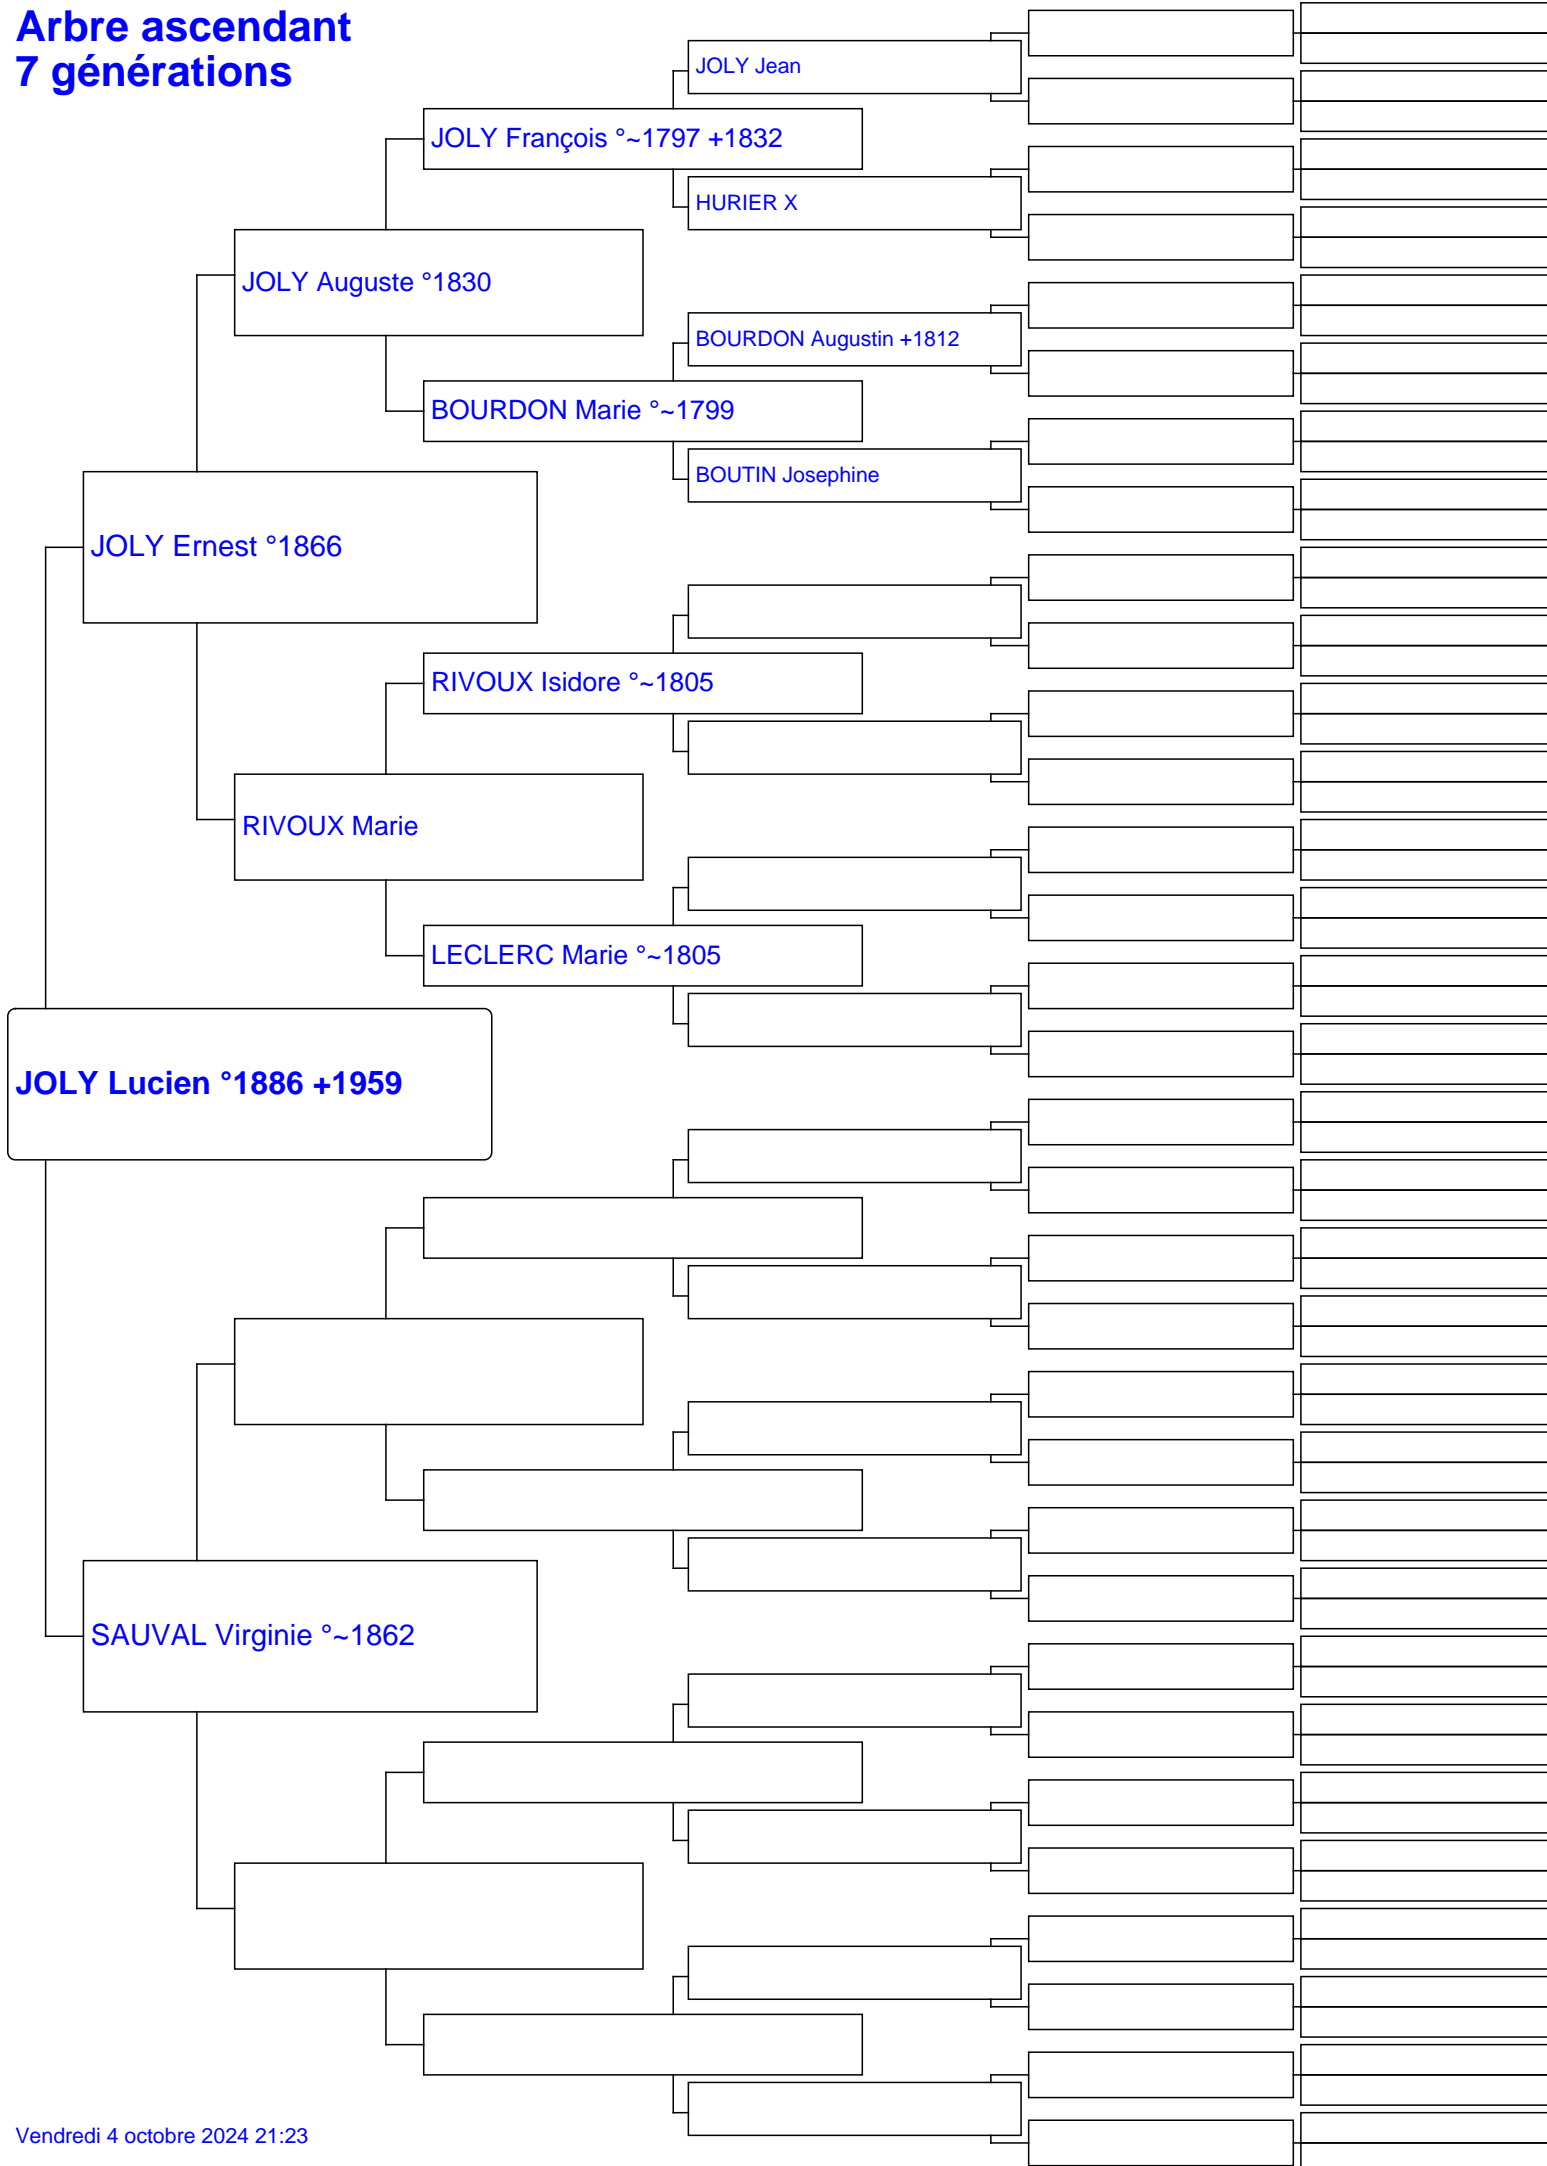 Arbre ascendant
7 générations
JOLY Jean
JOLY François °~1797 +1832
HURIER X
JOLY Auguste °1830
BOURDON Augustin +1812
BOURDON Marie °~1799
BOUTIN Josephine
JOLY Ernest °1866
RIVOUX Isidore °~1805
RIVOUX Marie
LECLERC Marie °~1805
JOLY Lucien °1886 +1959
SAUVAL Virginie °~1862
Vendredi 4 octobre 2024 21:23